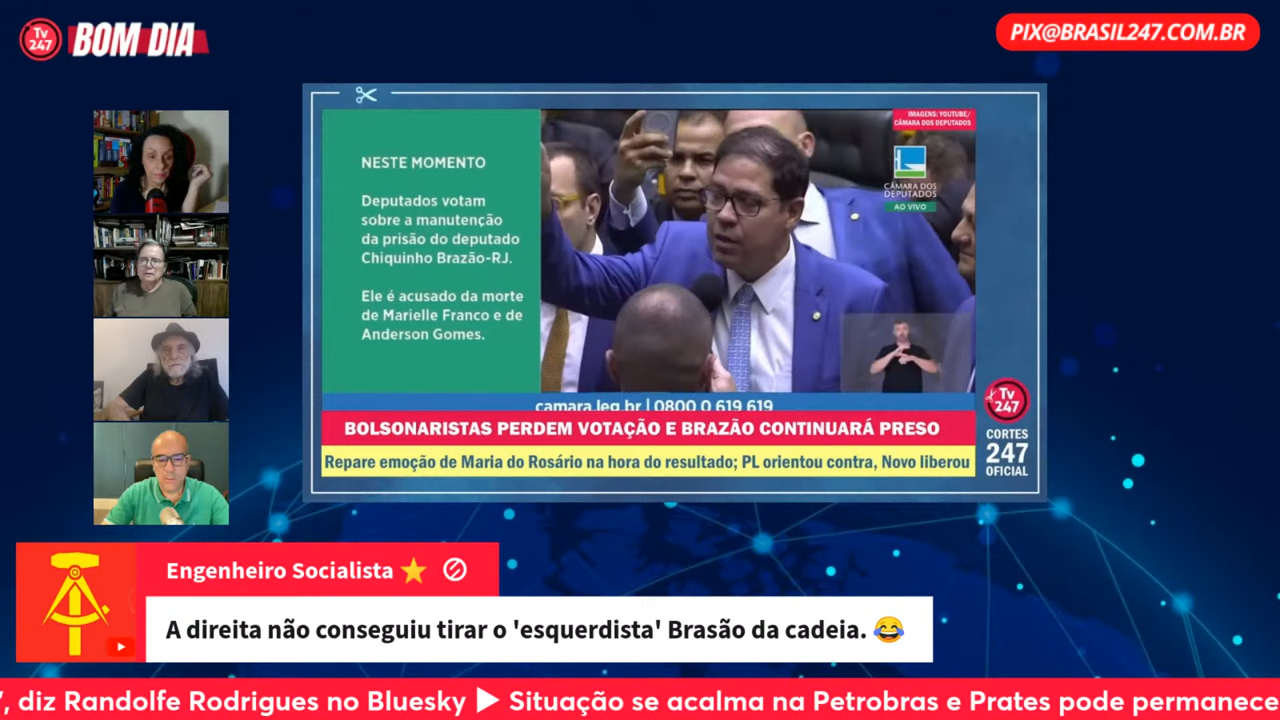 Tv
247
BOM DIA
PIX@BRASIL247.COM.BR
IMAGENS: YOUTUBE/
CÂMARA DOS DEPUTADOS
CÂMARA DOS
DEPUTADOS
AO VIVO
NESTE MOMENTO
Deputados votam
sobre a manutenção
da prisão do deputado
Chiquinho Brazão-RJ.
Ele é acusado da morte
de Marielle Franco e de
Anderson Gomes.
camara.leg.br | 0800 0 619 619
BOLSONARISTAS PERDEM VOTAÇÃO E BRAZÃO CONTINUARÁ PRESO
Repare emoção de Maria do Rosário na hora do resultado; PL orientou contra, Novo liberou
Tv
247
CORTES
247
OFICIAL
Engenheiro Socialista ⭐
A direita não conseguiu tirar o 'esquerdista' Brasão da cadeia. 😂
', diz Randolfe Rodrigues no Bluesky ▶ Situação se acalma na Petrobras e Prates pode permanece